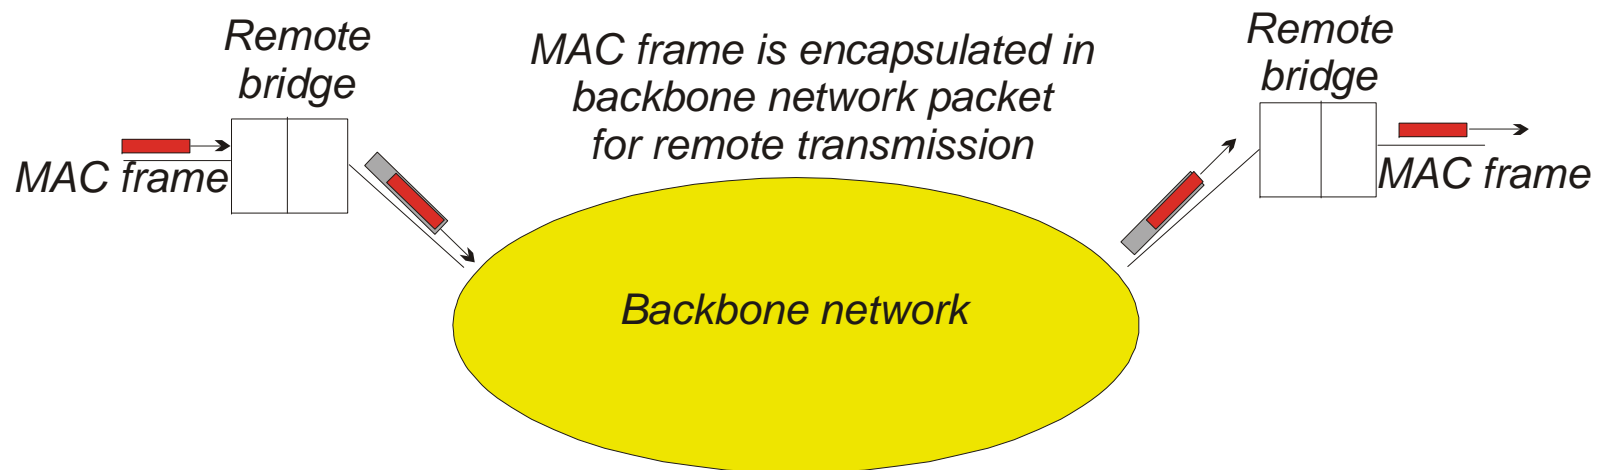 Remote
bridge
MAC frame is encapsulated in
backbone network packet
for remote transmission
Remote
bridge
MAC frame
MAC frame
Backbone network